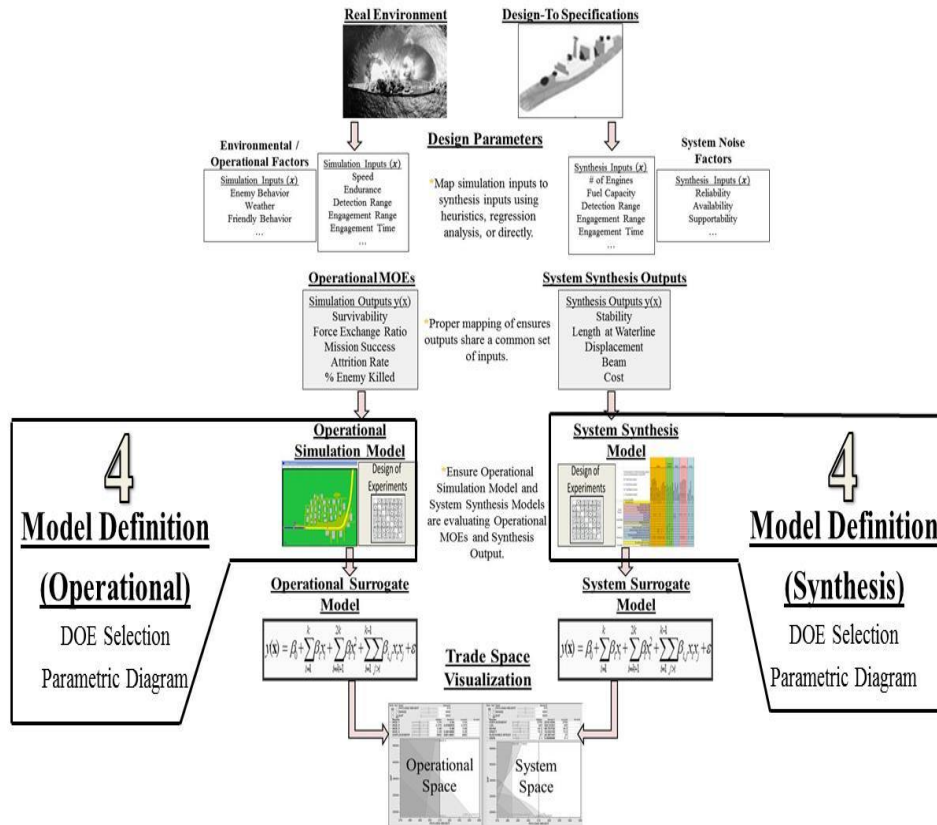 Real Environment
Design-To Specifications
Design Parameters
Environmental /
Operational Factors
Simulation Inputs (x)
Enemy Behavior
Weather
Friendly Behavior
...
Simulation Inputs (x)
Speed
Endurance
Detection Range
Engagement Range
Engagement Time
...
*Map simulation inputs to
synthesis inputs using
heuristics, regression
analysis, or directly.
Synthesis Inputs (x)
# of Engines
Fuel Capacity
Detection Range
Engagement Range
Engagement Time
...
System Noise
Factors
Synthesis Inputs (x)
Reliability
Availability
Supportability
...
Operational MOEs
Simulation Outputs y(x)
Survivability
Force Exchange Ratio
Mission Success
Attrition Rate
% Enemy Killed
*Proper mapping of ensures
outputs share a common set
of inputs.
System Synthesis Outputs
Synthesis Outputs y(x)
Stability
Length at Waterline
Displacement
Beam
Cost
4
Model Definition
(Operational)
DOE Selection
Parametric Diagram
Operational
Simulation Model
Design of
Experiments
*Ensure Operational
Simulation Model and
System Synthesis Models
are evaluating Operational
MOEs and Synthesis
Output.
System Synthesis
Model
Design of
Experiments
4
Model Definition
(Synthesis)
DOE Selection
Parametric Diagram
Operational Surrogate
Model
System Surrogate
Model
Trade Space
Visualization
Operational
Space
System
Space